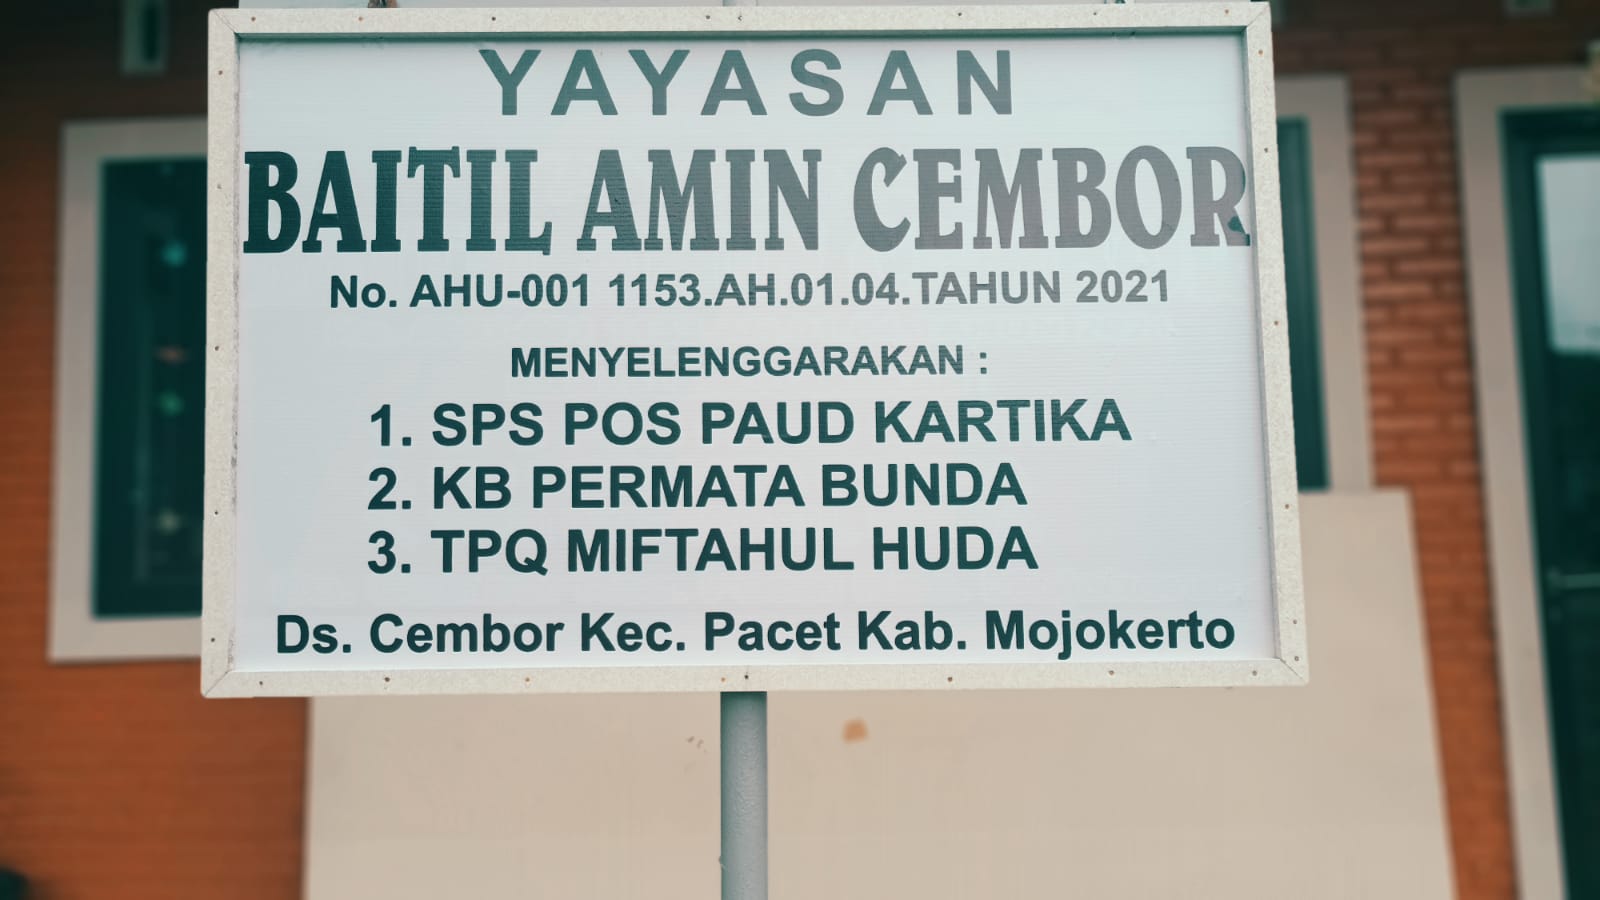 YAYASAN
BAITIL AMIN CEMBOR
No. AHU-001 1153.AH.01.04.TAHUN 2021
MENYELENGGARAKAN :
1. SPS POS PAUD KARTIKA
2. KB PERMATA BUNDA
3. TPQ MIFTAHUL HUDA
Ds. Cembor Kec. Pacet Kab. Mojokerto